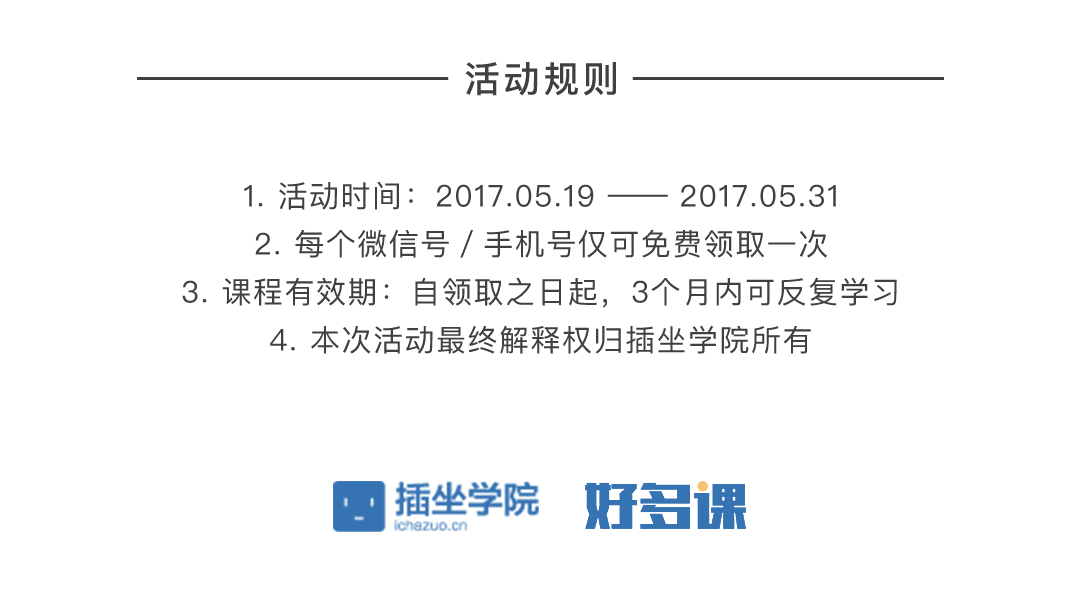 活动规则
1. 活动时间：2017.05.19 —— 2017.05.31
2. 每个微信号 / 手机号仅可免费领取一次
3. 课程有效期：自领取之日起，3个月内可反复学习
4. 本次活动最终解释权归插坐学院所有
插坐学院 好多课
ichazuo.cn